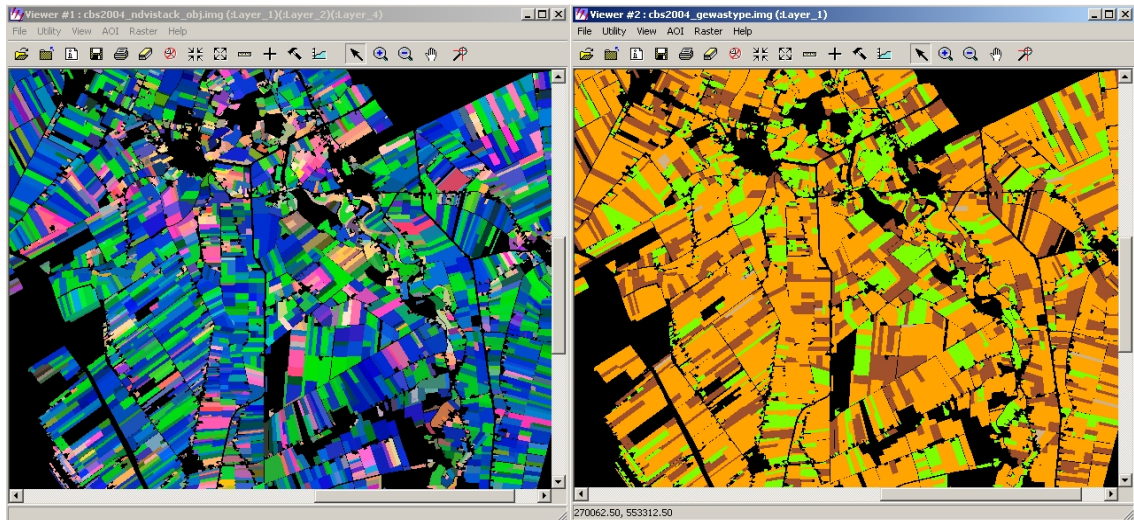 Viewer #1 : cbs2004_ndvistack_obj.img (:Layer_1)(:Layer_2)(:Layer_4)
File Utility View AOI Raster Help
Viewer #2 : cbs2004_gewastype.img (:Layer_1)
File Utility View AOI Raster Help
270062.50, 553312.50